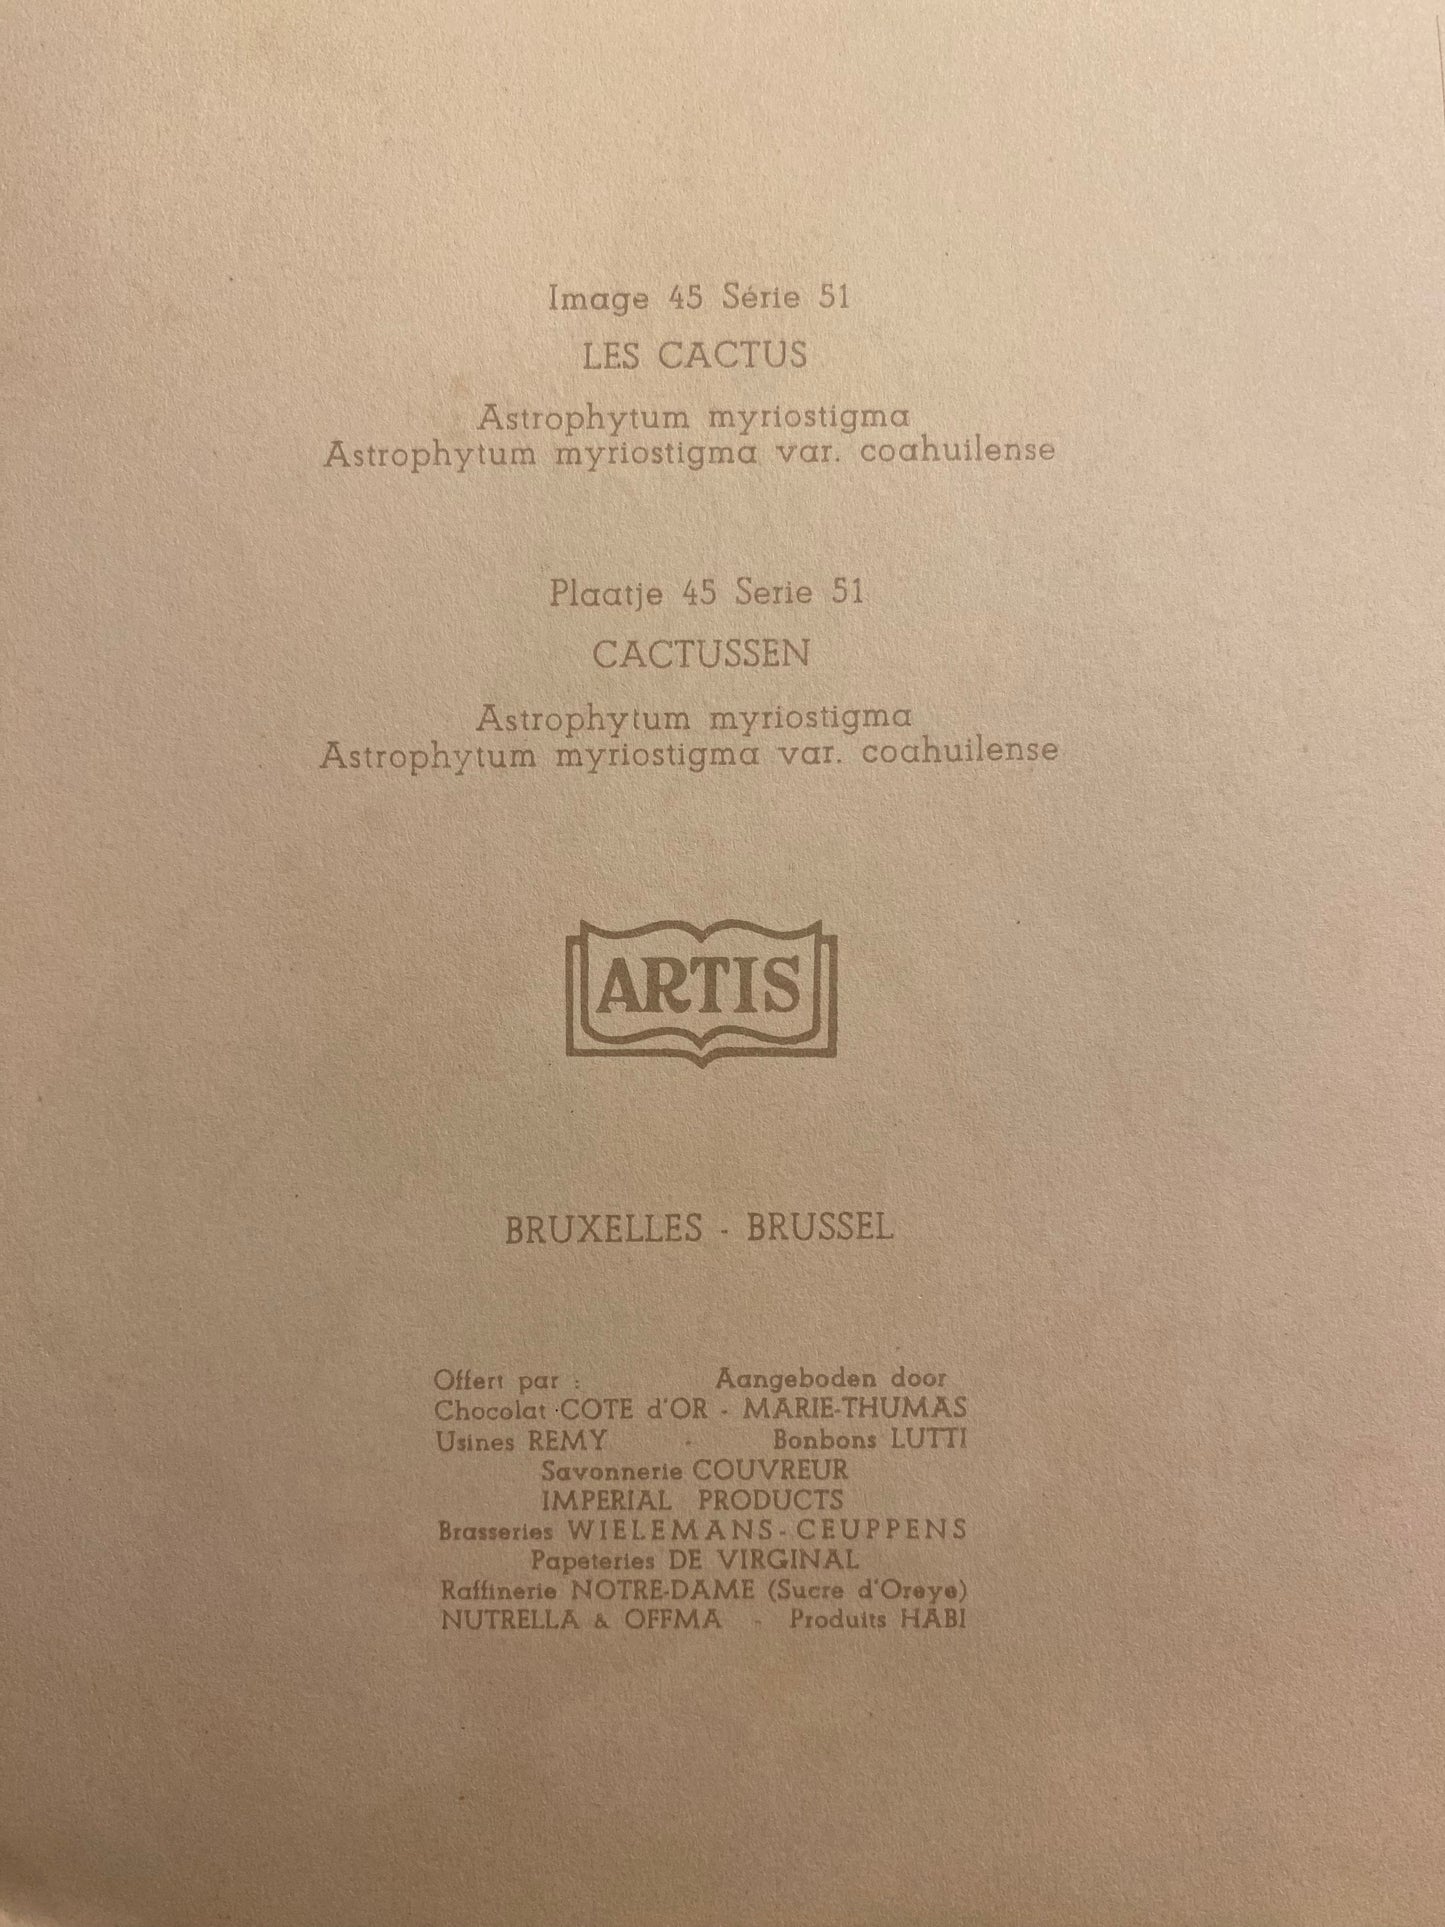 Image 45 Série 51
LES CACTUS
Astrophytum myriostigma
Astrophytum myriostigma var. coahuilense
Plaatje 45 Serie 51
CACTUSSEN
Astrophytum myriostigma
Astrophytum myriostigma var. coahuilense
ARTIS
BRUXELLES - BRUSSEL
Offert par : Aangeboden door
Chocolat COTE d'OR - MARIE-THUMAS
Usines REMY - Bonbons LUTTI
Savonnerie COUVREUR
IMPERIAL PRODUCTS
Brasseries WIELEMANS-CEUPPENS
Papeteries DE VIRGINAL
Raffinerie NOTRE-DAME (Sucre d'Oreye)
NUTRELLA & OFFMA - Produits HABI